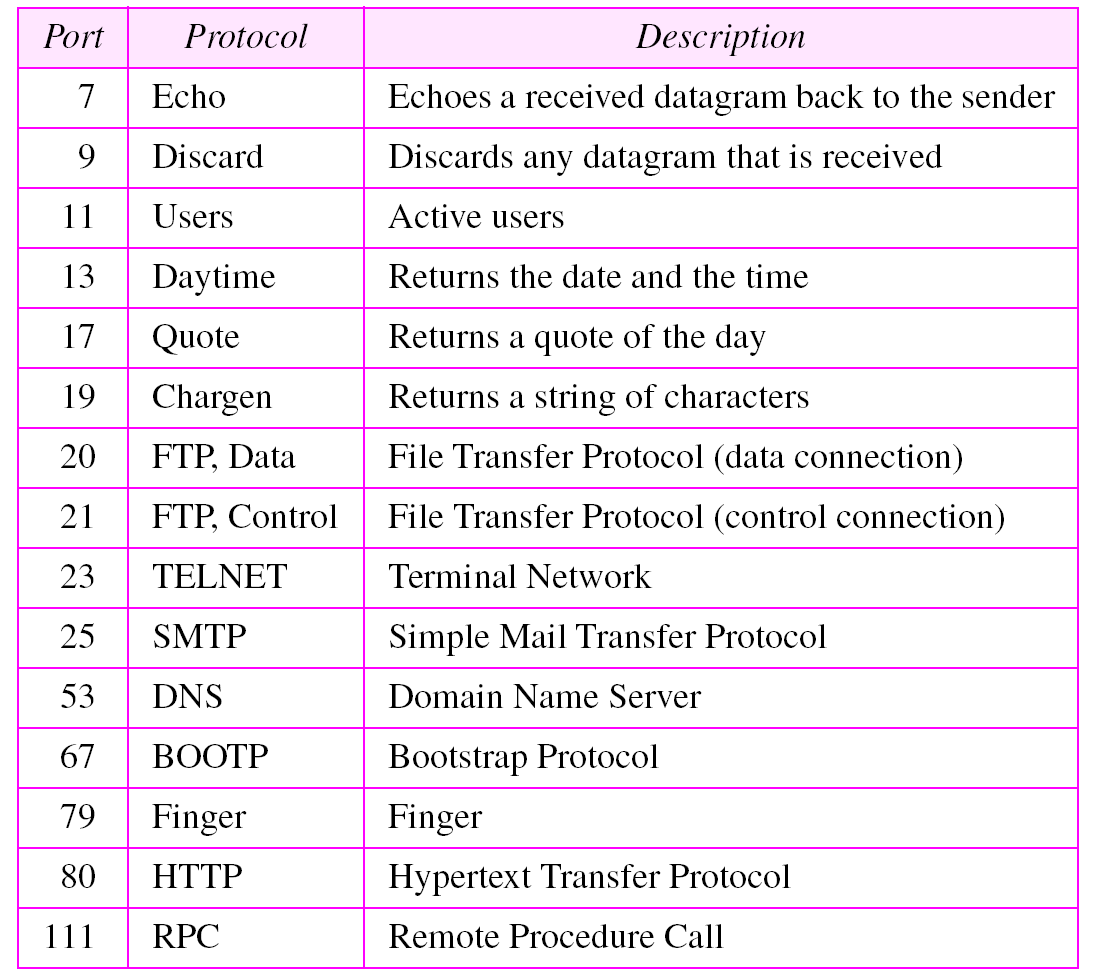 Port Protocol Description
7 Echo Echoes a received datagram back to the sender
9 Discard Discards any datagram that is received
11 Users Active users
13 Daytime Returns the date and the time
17 Quote Returns a quote of the day
19 Chargen Returns a string of characters
20 FTP, Data File Transfer Protocol (data connection)
21 FTP, Control File Transfer Protocol (control connection)
23 TELNET Terminal Network
25 SMTP Simple Mail Transfer Protocol
53 DNS Domain Name Server
67 BOOTP Bootstrap Protocol
79 Finger Finger
80 HTTP Hypertext Transfer Protocol
111 RPC Remote Procedure Call